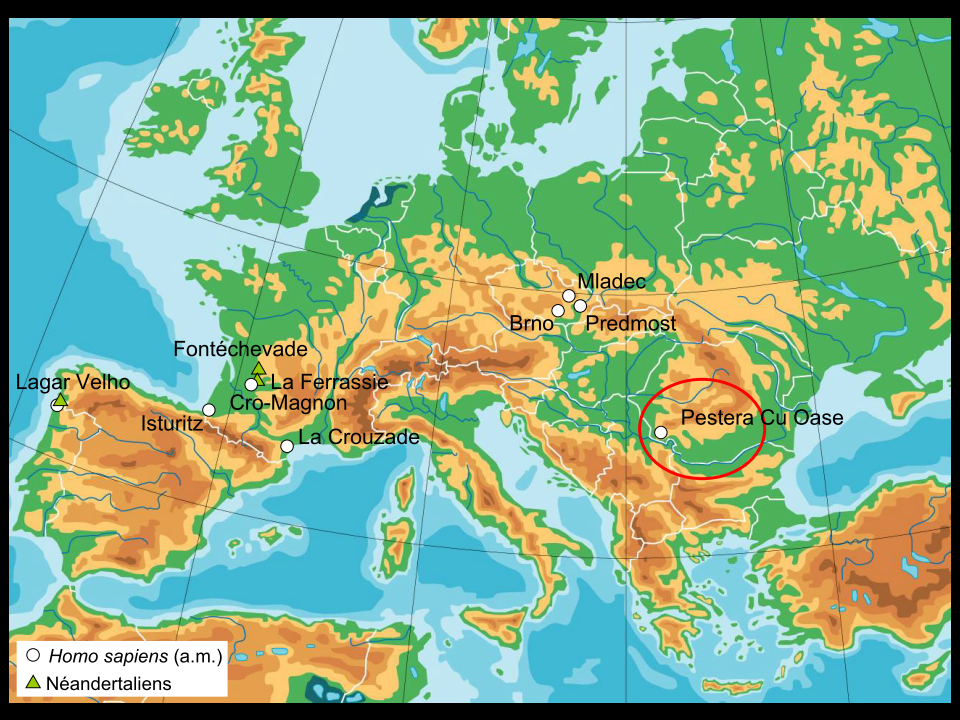 Mladec
Brno
Predmost
Fontéchevade
Lagar Velho
La Ferrassie
Cro-Magnon
Isturitz
La Crouzade
Pestera Cu Oase
Homo sapiens (a.m.)
Néandertaliens